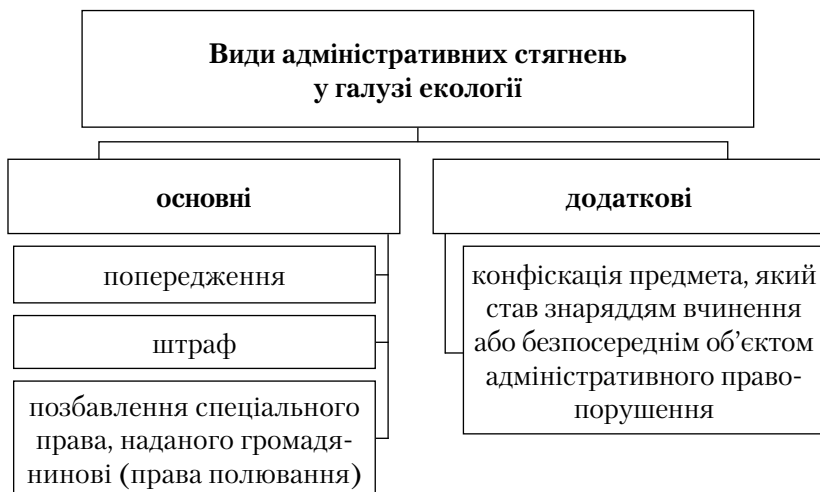 Види адміністративних стягнень
у галузі екології
основні
додаткові
попередження
штраф
позбавлення спеціального
права, наданого громадя-
нинові (права полювання)
конфіскація предмета, який
став знаряддям вчинення
або безпосереднім об’єктом
адміністративного право-
порушення